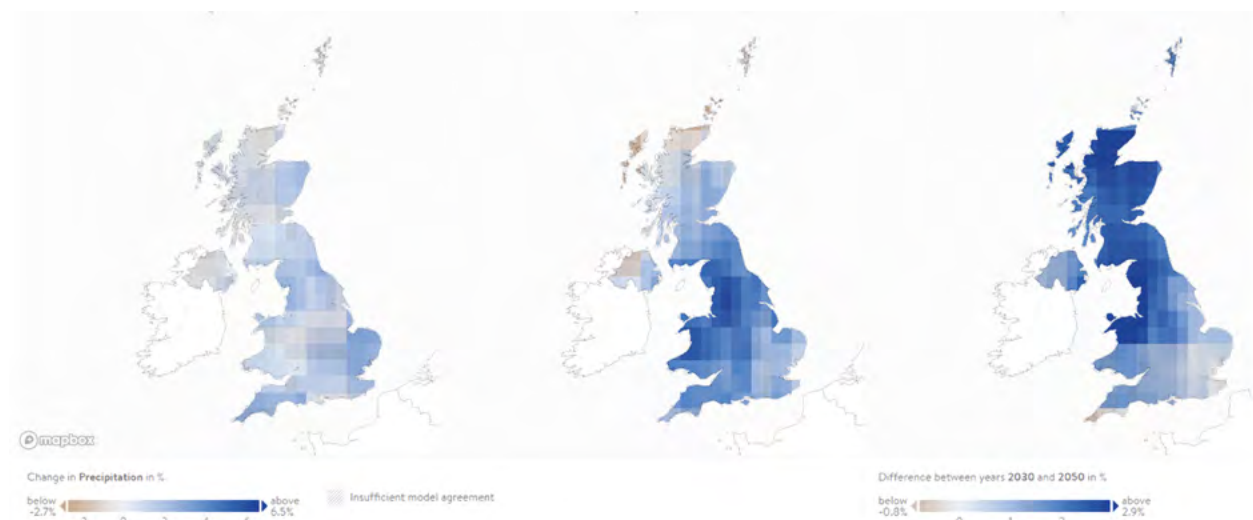 mapbox
Change in Precipitation in %
below
-2.7%
above
6.5%
Insufficient model agreement
Difference between years 2030 and 2050 in %
below
-0.8%
above
2.9%